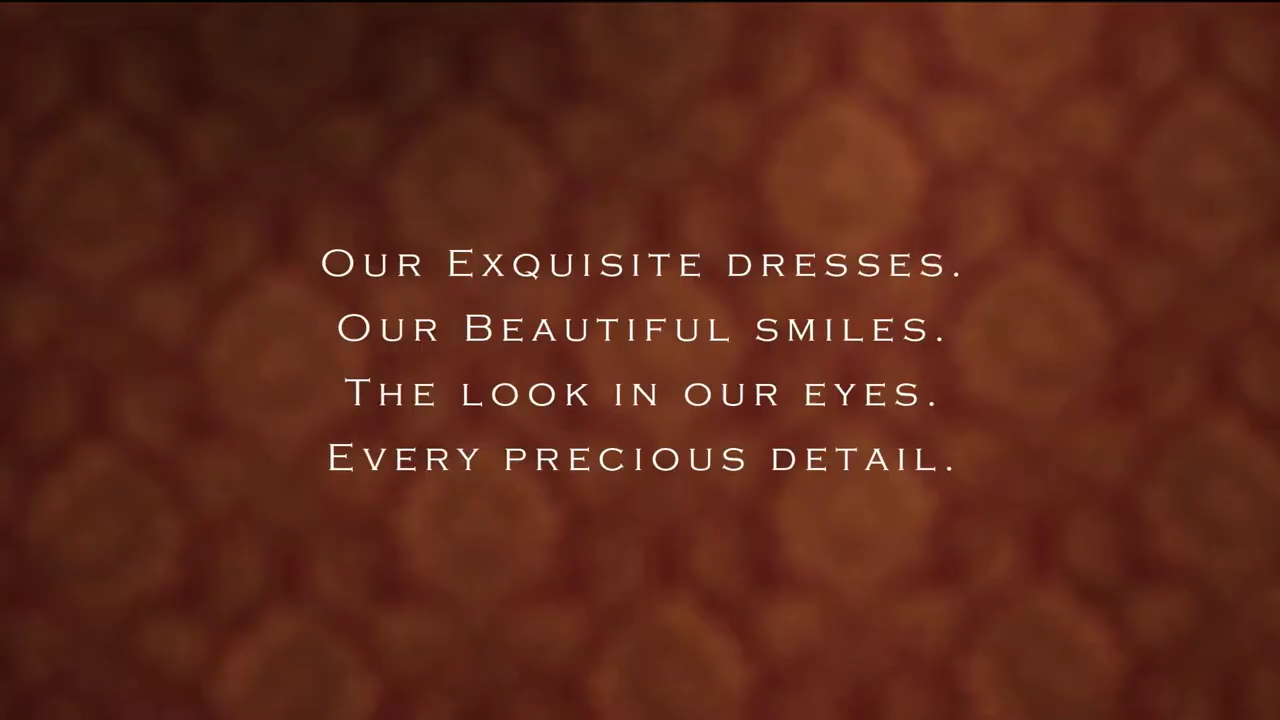 Our Exquisite dresses.
Our Beautiful smiles.
The look in our eyes.
Every precious detail.